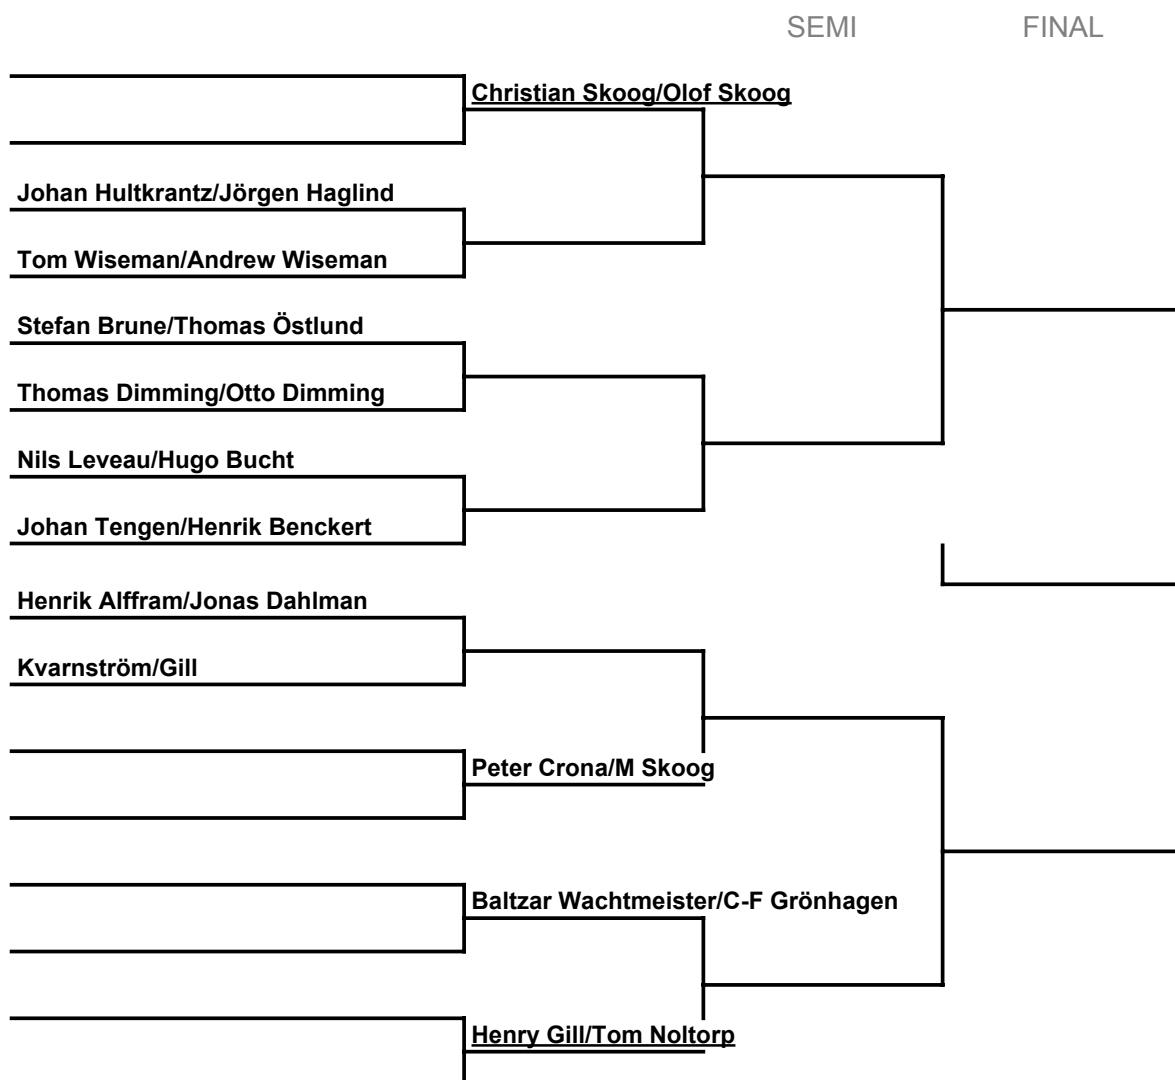 SEMI FINAL
Christian Skoog/Olof Skoog
Johan Hultkrantz/Jörgen Haglind
Tom Wiseman/Andrew Wiseman
Stefan Brune/Thomas Östlund
Thomas Dimming/Otto Dimming
Nils Leveau/Hugo Bucht
Johan Tengen/Henrik Benckert
Henrik Alffram/Jonas Dahlman
Kvarnström/Gill
Peter Crona/M Skoog
Baltzar Wachtmeister/C-F Grönhagen
Henry Gill/Tom Noltorp